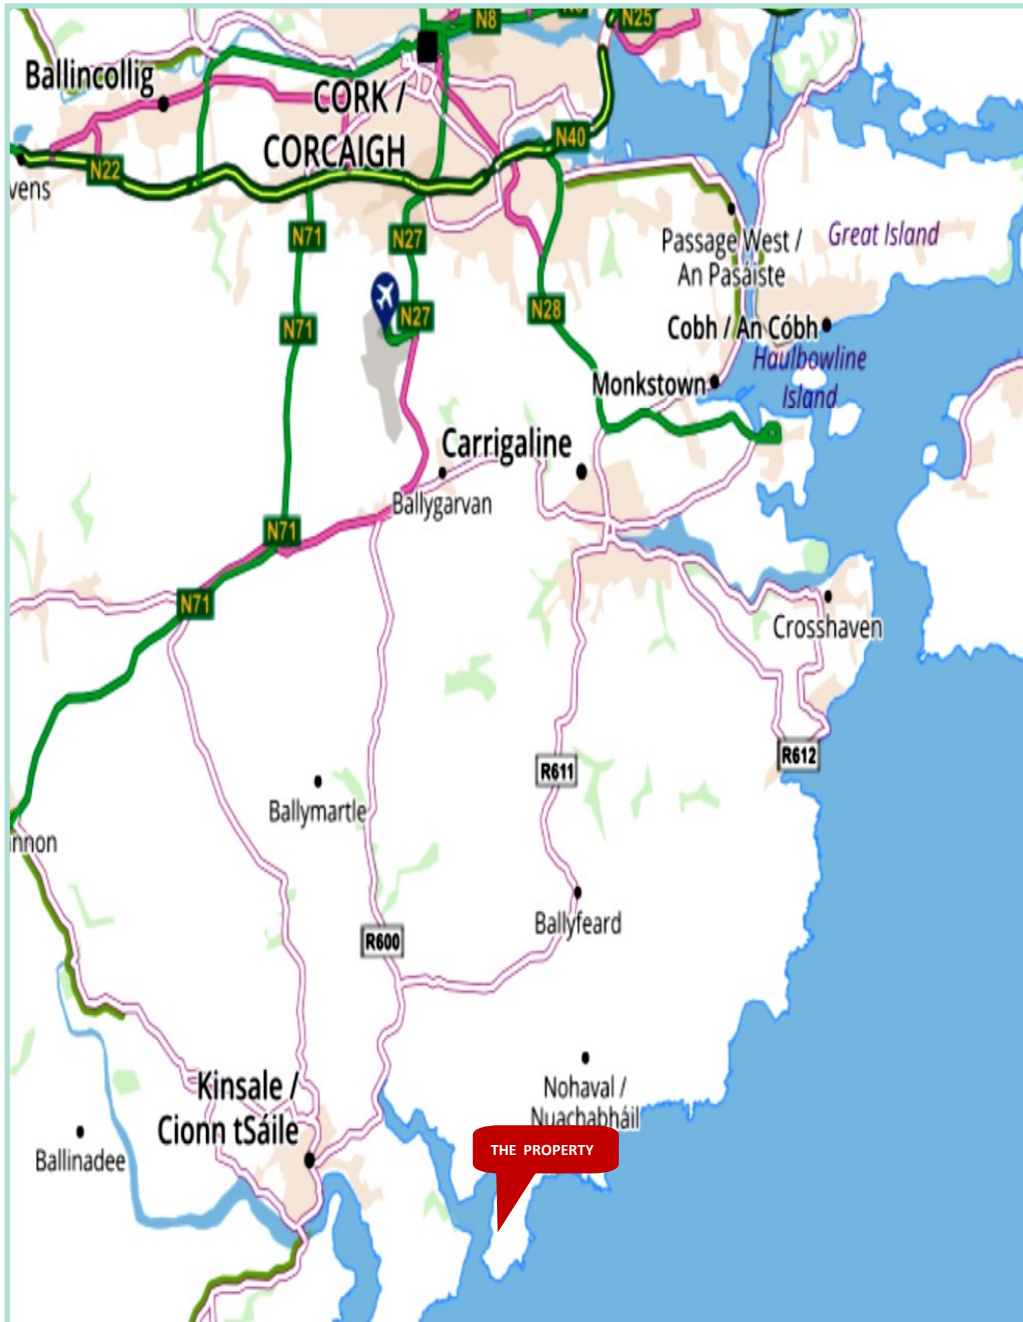 N8
N25
Ballincollig
CORK /
CORCAIGH
N40
N22
vens
N71
N27
Passage West /
An Pasáiste
Great Island
N71
N27
N28
Cobh / An Cóbh
Haulbowline
Island
Monkstown
Carrigaline
Ballygarvan
N71
N71
Crosshaven
R611
R612
Ballymartle
nnon
Ballyfeard
R600
Kinsale /
Cionn tSáile
Nohaval /
Nuachabháil
Ballinadee
THE PROPERTY